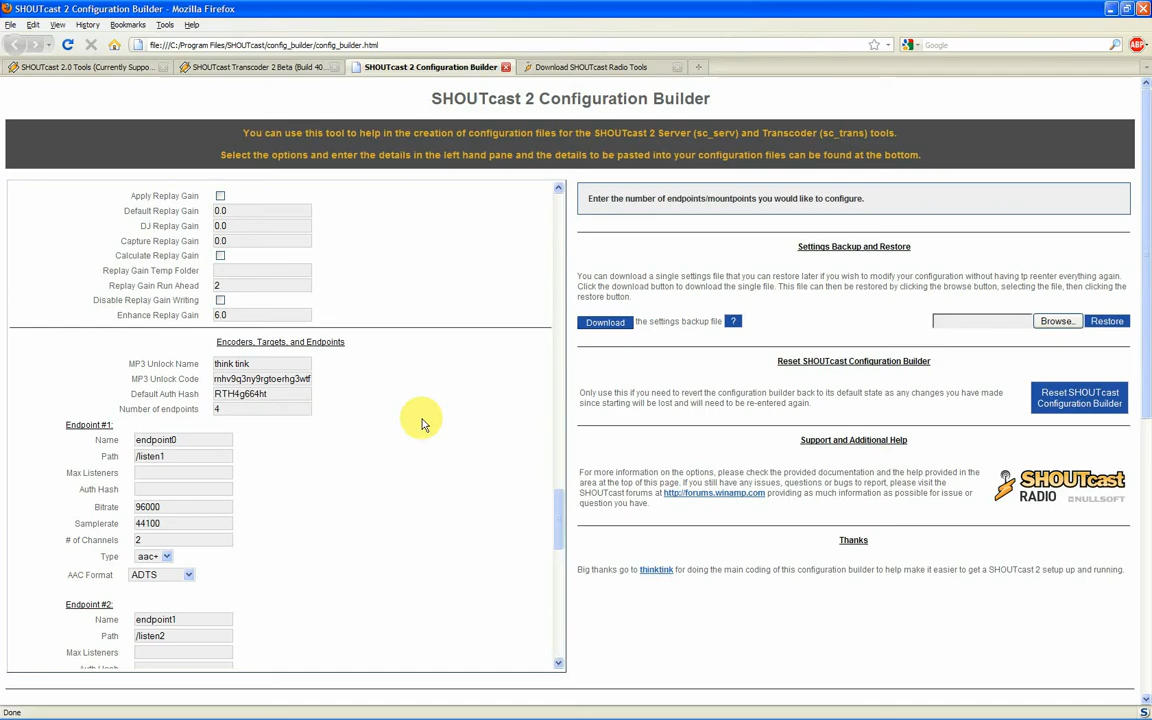 SHOUTcast 2 Configuration Builder - Mozilla Firefox
File Edit View History Bookmarks Tools Help
file:///C:/Program Files/SHOUTcast/config_builder/config_builder.html
Google
ABP
SHOUTcast 2.0 Tools (Currently Suppo...
SHOUTcast Transcoder 2 Beta (Build 40...
SHOUTcast 2 Configuration Builder
Download SHOUTcast Radio Tools
SHOUTcast 2 Configuration Builder
You can use this tool to help in the creation of configuration files for the SHOUTcast 2 Server (sc_serv) and Transcoder (sc_trans) tools.
Select the options and enter the details in the left hand pane and the details to be pasted into your configuration files can be found at the bottom.
Apply Replay Gain
Default Replay Gain 0.0
DJ Replay Gain 0.0
Capture Replay Gain 0.0
Calculate Replay Gain
Replay Gain Temp Folder
Replay Gain Run Ahead 2
Disable Replay Gain Writing
Enhance Replay Gain 6.0
Encoders, Targets, and Endpoints
MP3 Unlock Name think tink
MP3 Unlock Code
Default Auth Hash RTH4g664ht
Number of endpoints 4
Endpoint #1:
Name endpoint0
Path /listen1
Max Listeners
Auth Hash
Bitrate 96000
Samplerate 44100
# of Channels 2
Type aac+
AAC Format ADTS
Endpoint #2:
Name endpoint1
Path /listen2
Max Listeners
Auth Hash
Enter the number of endpoints/mountpoints you would like to configure.
Settings Backup and Restore
You can download a single settings file that you can restore later if you wish to modify your configuration without having tp reenter everything again.
Click the download button to download the single file. This file can then be restored by clicking the browse button, selecting the file, then clicking the
restore button.
Download the settings backup file ? Browse... Restore
Reset SHOUTcast Configuration Builder
Only use this if you need to revert the configuration builder back to its default state as any changes you have made
since starting will be lost and will need to be re-entered again.
Reset SHOUTcast
Configuration Builder
Support and Additional Help
For more information on the options, please check the provided documentation and the help provided in the
area at the top of this page. If you still have any issues, questions or bugs to report, please visit the
SHOUTcast forums at http://forums.winamp.com providing as much information as possible for issue or
question you have.
SHOUTcast
RADIO NULLSOFT
Thanks
Big thanks go to thinktink for doing the main coding of this configuration builder to help make it easier to get a SHOUTcast 2 setup up and running.
Done